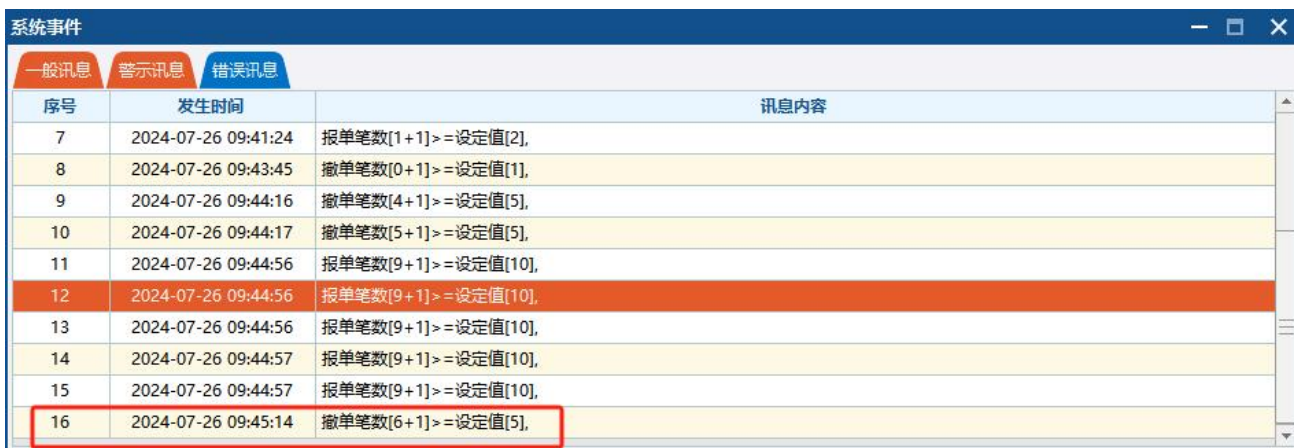 系统事件
一般讯息 警示讯息 错误讯息
序号 发生时间 讯息内容
7 2024-07-26 09:41:24 报单笔数[1+1]>=设定值[2],
8 2024-07-26 09:43:45 撤单笔数[0+1]>=设定值[1],
9 2024-07-26 09:44:16 撤单笔数[4+1]>=设定值[5],
10 2024-07-26 09:44:17 撤单笔数[5+1]>=设定值[5],
11 2024-07-26 09:44:56 报单笔数[9+1]>=设定值[10],
12 2024-07-26 09:44:56 报单笔数[9+1]>=设定值[10],
13 2024-07-26 09:44:56 报单笔数[9+1]>=设定值[10],
14 2024-07-26 09:44:57 报单笔数[9+1]>=设定值[10],
15 2024-07-26 09:44:57 报单笔数[9+1]>=设定值[10],
16 2024-07-26 09:45:14 撤单笔数[6+1]>=设定值[5],